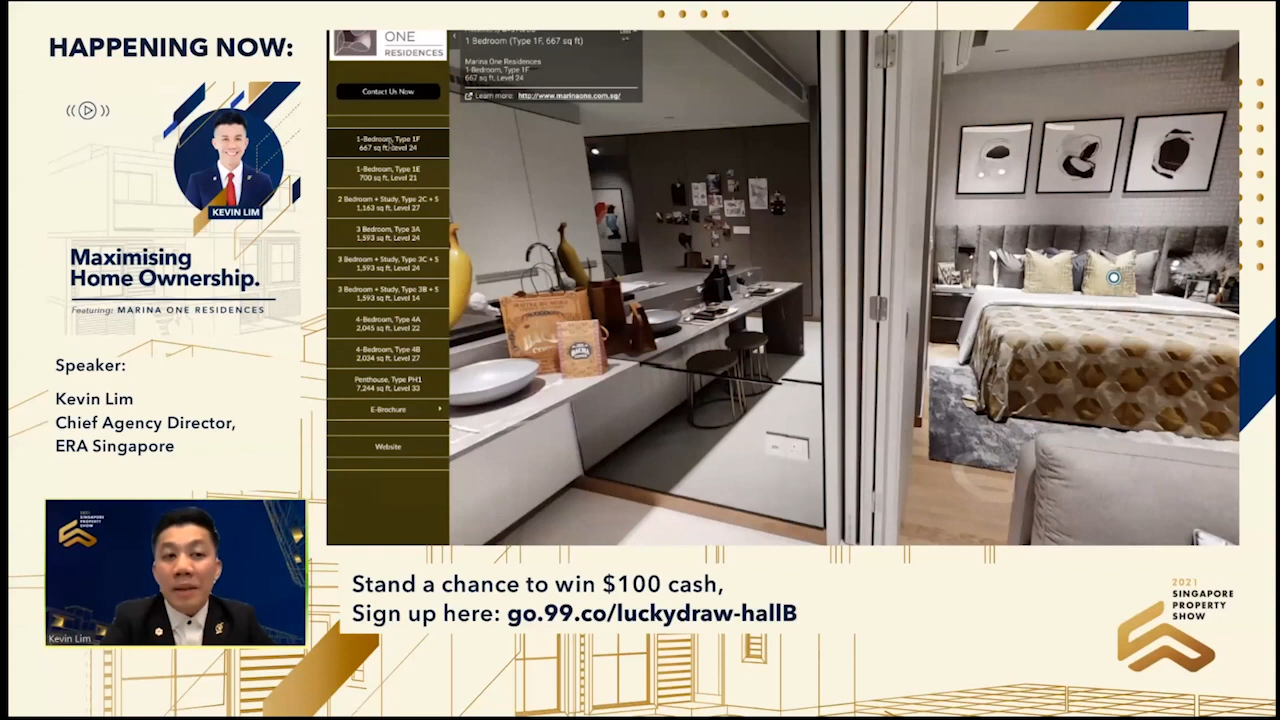 HAPPENING NOW:
KEVIN LIM
Maximising
Home Ownership.
Featuring: MARINA ONE RESIDENCES
Speaker:
Kevin Lim
Chief Agency Director,
ERA Singapore
2021
SINGAPORE
PROPERTY
SHOW
Kevin Lim
ONE
RESIDENCES
Contact Us Now
1-Bedroom, Type 1F
667 sq ft, Level 24
1-Bedroom, Type 1E
700 sq ft, Level 21
2 Bedroom + Study, Type 2C + S
1,163 sq ft, Level 27
3 Bedroom, Type 3A
1,593 sq ft, Level 24
3 Bedroom + Study, Type 3C + S
1,593 sq ft, Level 24
3 Bedroom + Study, Type 3B + S
1,593 sq ft, Level 14
4-Bedroom, Type 4A
2,045 sq ft, Level 22
4-Bedroom, Type 4B
2,034 sq ft, Level 27
Penthouse, Type PH1
7,244 sq ft, Level 33
E-Brochure
Website
1 Bedroom (Type 1F, 667 sq ft)
Marina One Residences
1-Bedroom, Type 1F
667 sq ft, Level 24
Learn more: http://www.marinaone.com.sg/
Stand a chance to win $100 cash,
Sign up here: go.99.co/luckydraw-hallB
2021
SINGAPORE
PROPERTY
SHOW